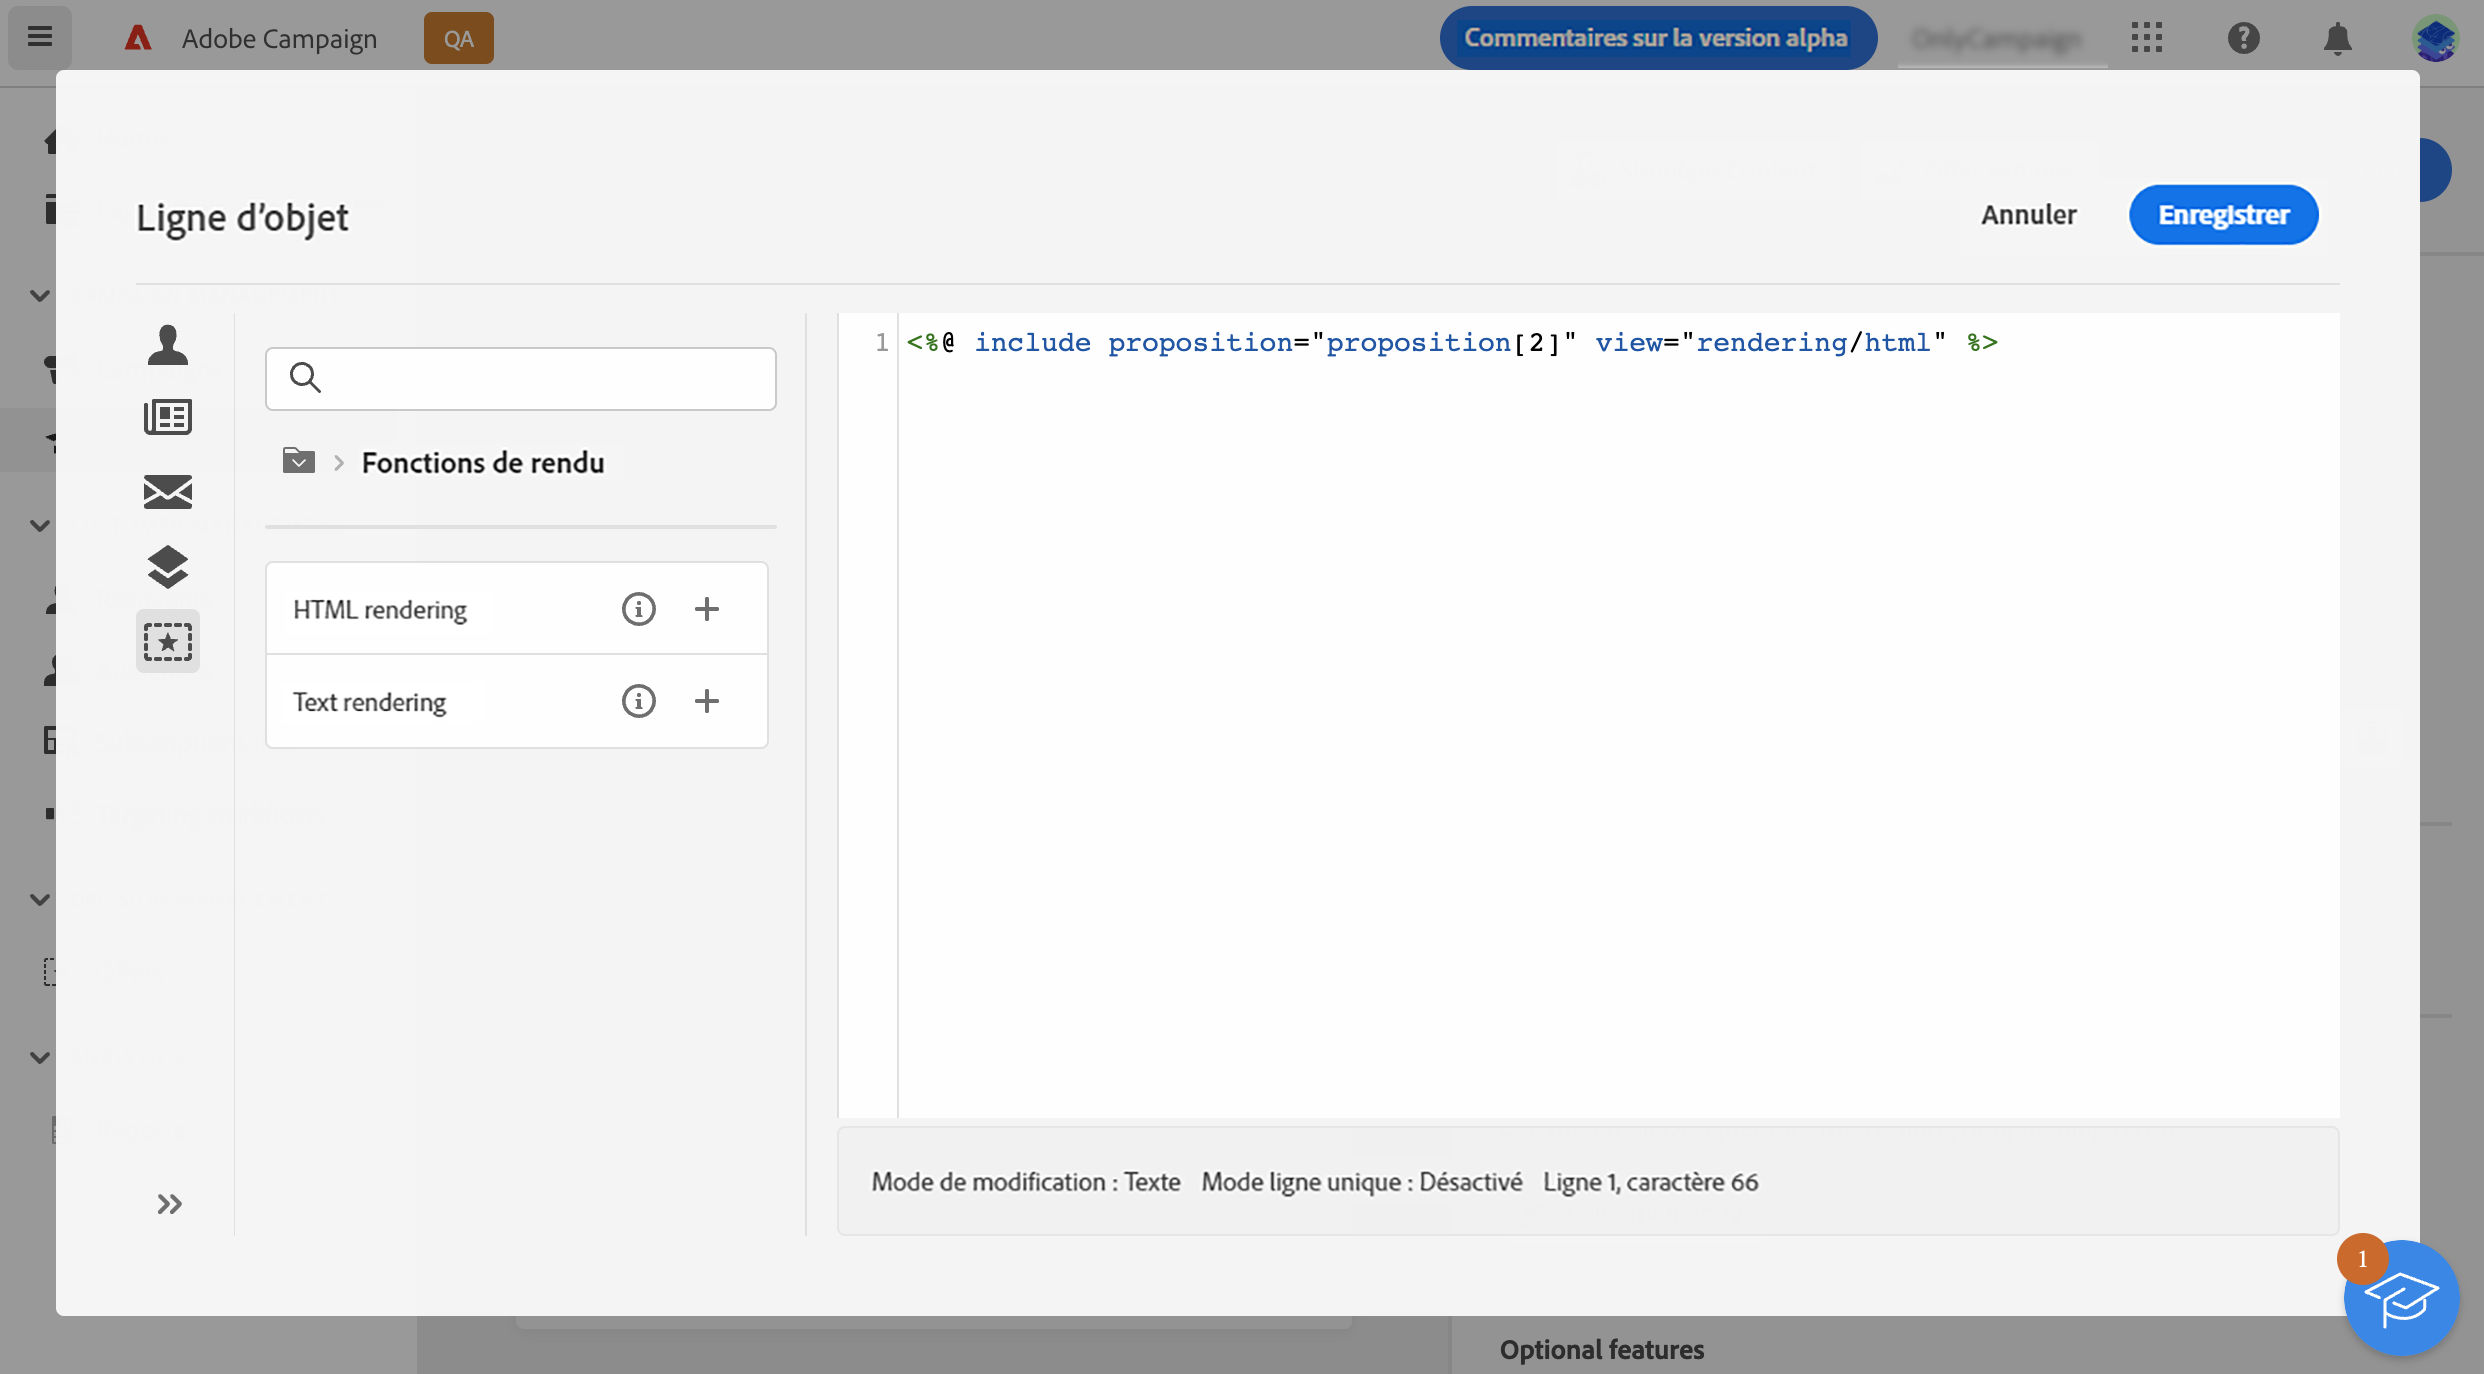 Adobe Campaign
QA
Commentaires sur la version alpha
Ligne d’objet
Annuler
Enregistrer
Fonctions de rendu
HTML rendering
Text rendering
1
<%@ include proposition="proposition[2]" view="rendering/html" %>
Mode de modification : Texte Mode ligne unique : Désactivé Ligne 1, caractère 66
1
Optional features